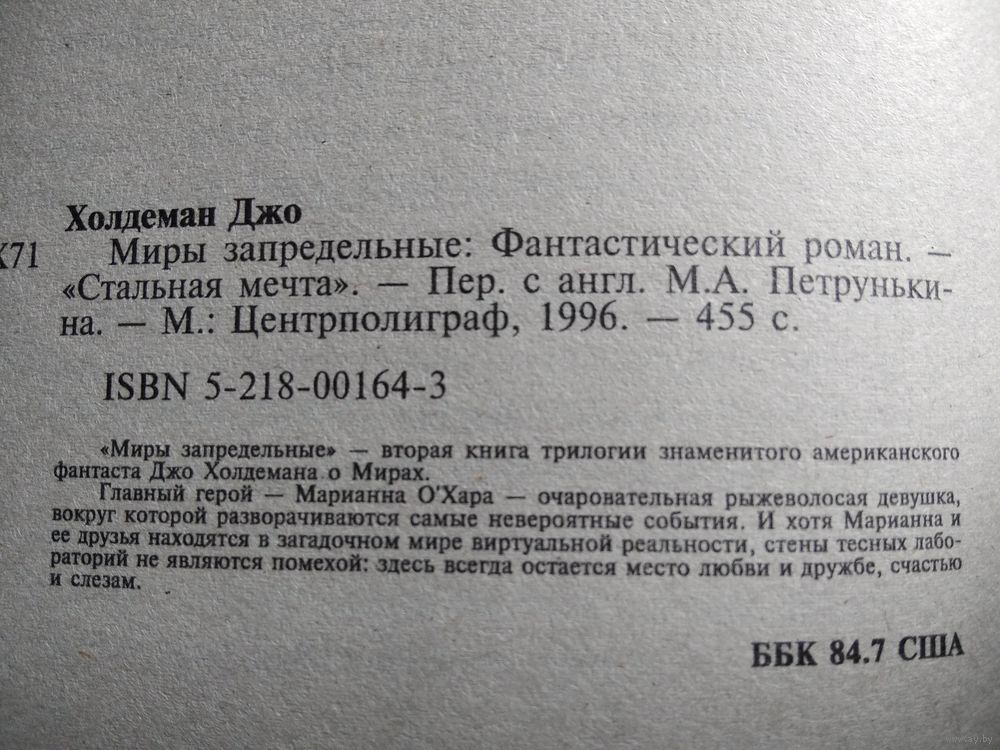 Холдеман Джо
Х71 Миры запредельные: Фантастический роман. —
«Стальная мечта». — Пер. с англ. М.А. Петрунькина-
на. — М.: Центрполиграф, 1996. — 455 с.
ISBN 5-218-00164-3
«Миры запредельные» — вторая книга трилогии знаменитого американского
фантаста Джо Холдемана о Мирах.
Главный герой — Марианна О'Хара — очаровательная рыжеволосая девушка,
вокруг которой разворачиваются самые невероятные события. И хотя Марианна и
ее друзья находятся в загадочном мире виртуальной реальности, стены тесных лабо-
раторий не являются помехой: здесь всегда остается место любви и дружбе, счастью
и слезам.
ББК 84.7 США